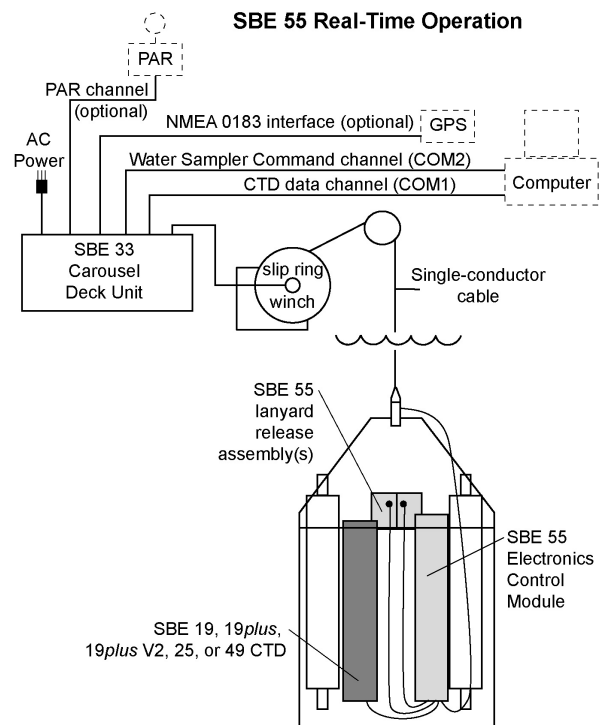 SBE 55 Real-Time Operation
PAR
PAR channel
(optional)
NMEA 0183 interface (optional)
GPS
AC
Power
Water Sampler Command channel (COM2)
CTD data channel (COM1)
Computer
SBE 33
Carousel
Deck Unit
slip ring
winch
Single-conductor
cable
SBE 55
lanyard
release
assembly(s)
SBE 55
Electronics
Control
Module
SBE 19, 19plus,
19plus V2, 25, or 49 CTD